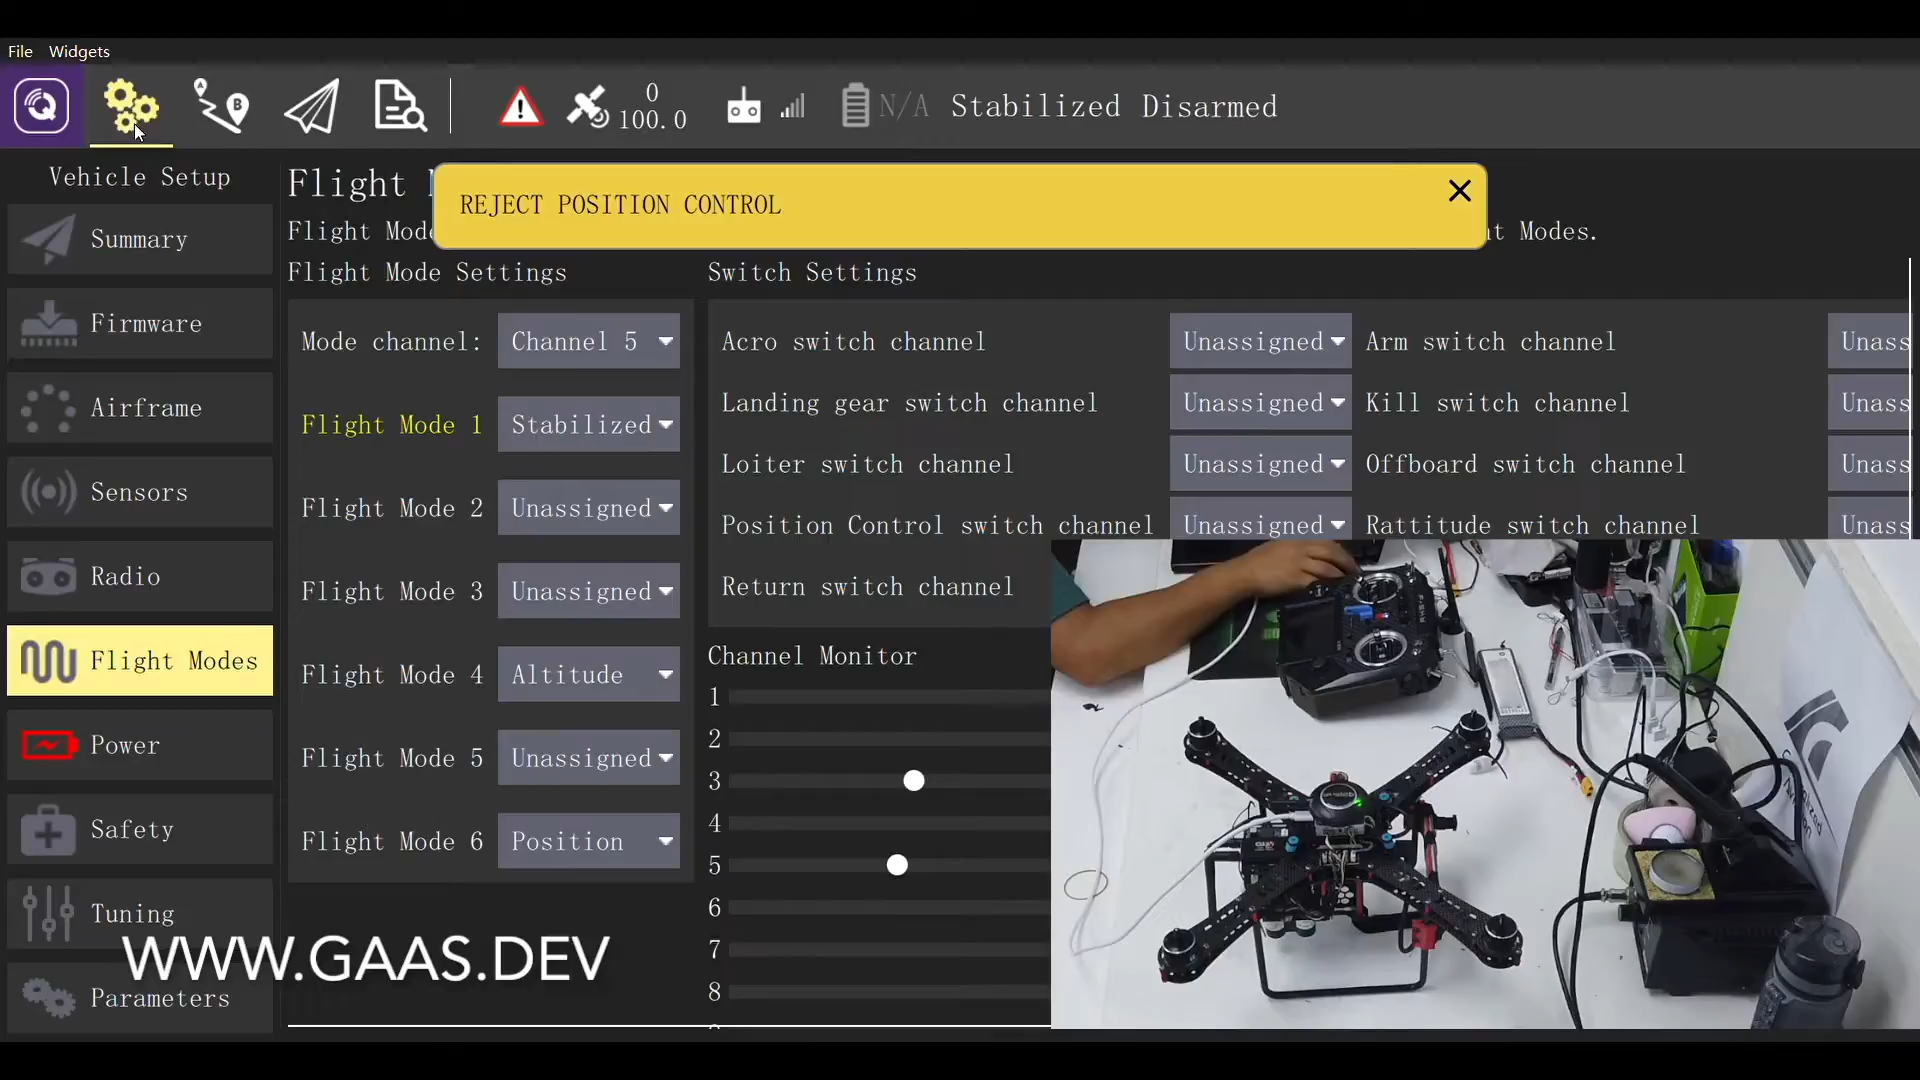 File Widgets
0
100.0
N/A Stabilized Disarmed
Vehicle Setup
Summary
Firmware
Airframe
Sensors
Radio
Flight Modes
Power
Safety
Tuning
Parameters
Flight
REJECT POSITION CONTROL
Flight Mode
Modes.
Flight Mode Settings
Mode channel: Channel 5
Flight Mode 1 Stabilized
Flight Mode 2 Unassigned
Flight Mode 3 Unassigned
Flight Mode 4 Altitude
Flight Mode 5 Unassigned
Flight Mode 6 Position
Switch Settings
Acro switch channel Unassigned Arm switch channel Unass
Landing gear switch channel Unassigned Kill switch channel Unass
Loiter switch channel Unassigned Offboard switch channel Unass
Position Control switch channel Unassigned Rattitude switch channel Unass
Return switch channel
Channel Monitor
1
2
3
4
5
6
7
8
WWW.GAAS.DEV